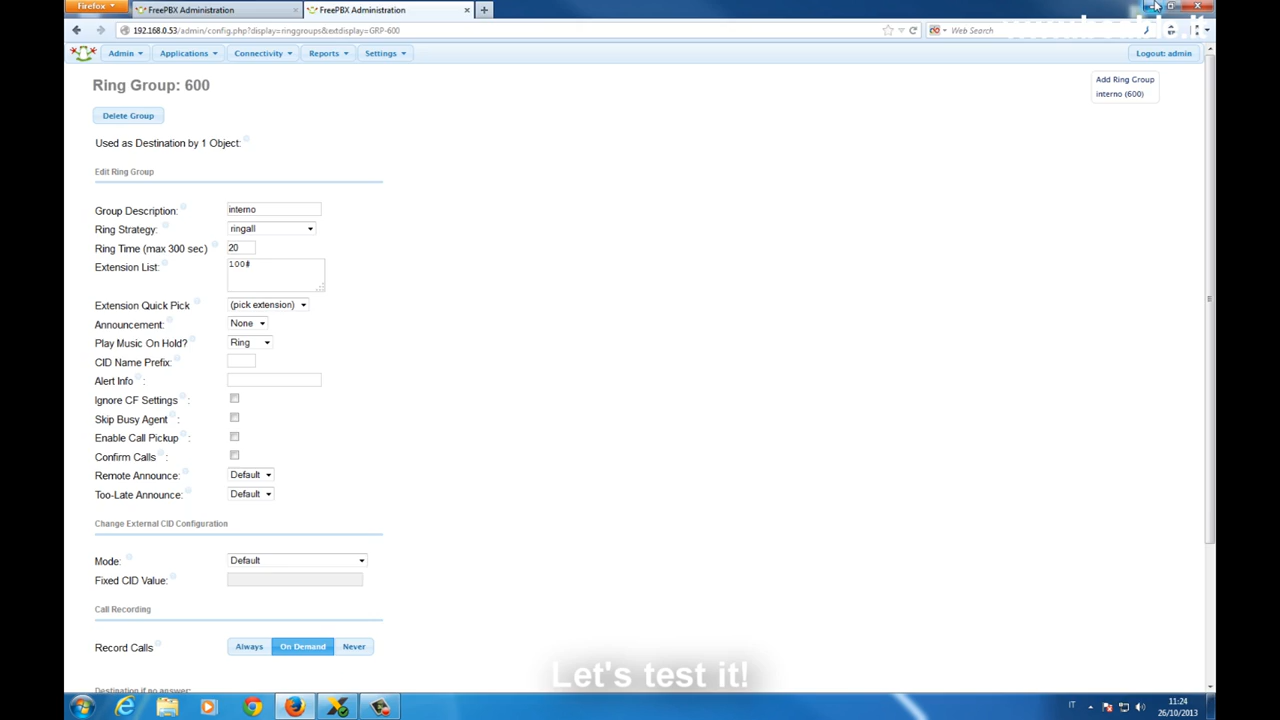 Firefox
FreePBX Administration
FreePBX Administration
192.168.0.53/admin/config.php?display=ringgroups&extdisplay=GRP-600
Web Search
Admin Applications Connectivity Reports Settings
Logout: admin
Ring Group: 600
Add Ring Group
interno (600)
Delete Group
Used as Destination by 1 Object:
Edit Ring Group
Group Description: interno
Ring Strategy: ringall
Ring Time (max 300 sec) 20
Extension List: 100#
Extension Quick Pick (pick extension)
Announcement: None
Play Music On Hold? Ring
CID Name Prefix:
Alert Info :
Ignore CF Settings :
Skip Busy Agent :
Enable Call Pickup :
Confirm Calls :
Remote Announce: Default
Too-Late Announce: Default
Change External CID Configuration
Mode: Default
Fixed CID Value:
Call Recording
Record Calls Always On Demand Never
Let's test it!
Destination if no answer:
IT
11:24
26/10/2013